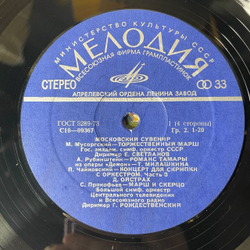 МИНИСТЕРСТВО КУЛЬТУРЫ СССР
МЕЛОДИЯ
ВСЕСОЮЗНАЯ ФИРМА ГРАМПЛАСТИНОК
СТЕРЕО
33
АПРЕЛЕВСКИЙ ОРДЕНА ЛЕНИНА ЗАВОД
ГОСТ 5289-73
1 (4 стороны)
С10—09367
Гр. 2. 1-20
МОСКОВСКИЙ СУВЕНИР
М. Мусоргский—ТОРЖЕСТВЕННЫЙ МАРШ
Гос. академ. симф. оркестр СССР
Дирижер Е. СВЕТЛАНОВ
А. Рубинштейн—РОМАНС ТАМАРЫ
из оперы «Демон»—Т. МИЛАШКИНА
П. Чайковский—КОНЦЕРТ ДЛЯ СКРИПКИ
С ОРКЕСТРОМ. Часть 3
Д. ОЙСТРАХ
С. Прокофьев—МАРШ И СКЕРЦО
Большой симф. оркестр
Центрального телевидения
и Всесоюзного радио
Дирижер Г. РОЖДЕСТВЕНСКИЙ